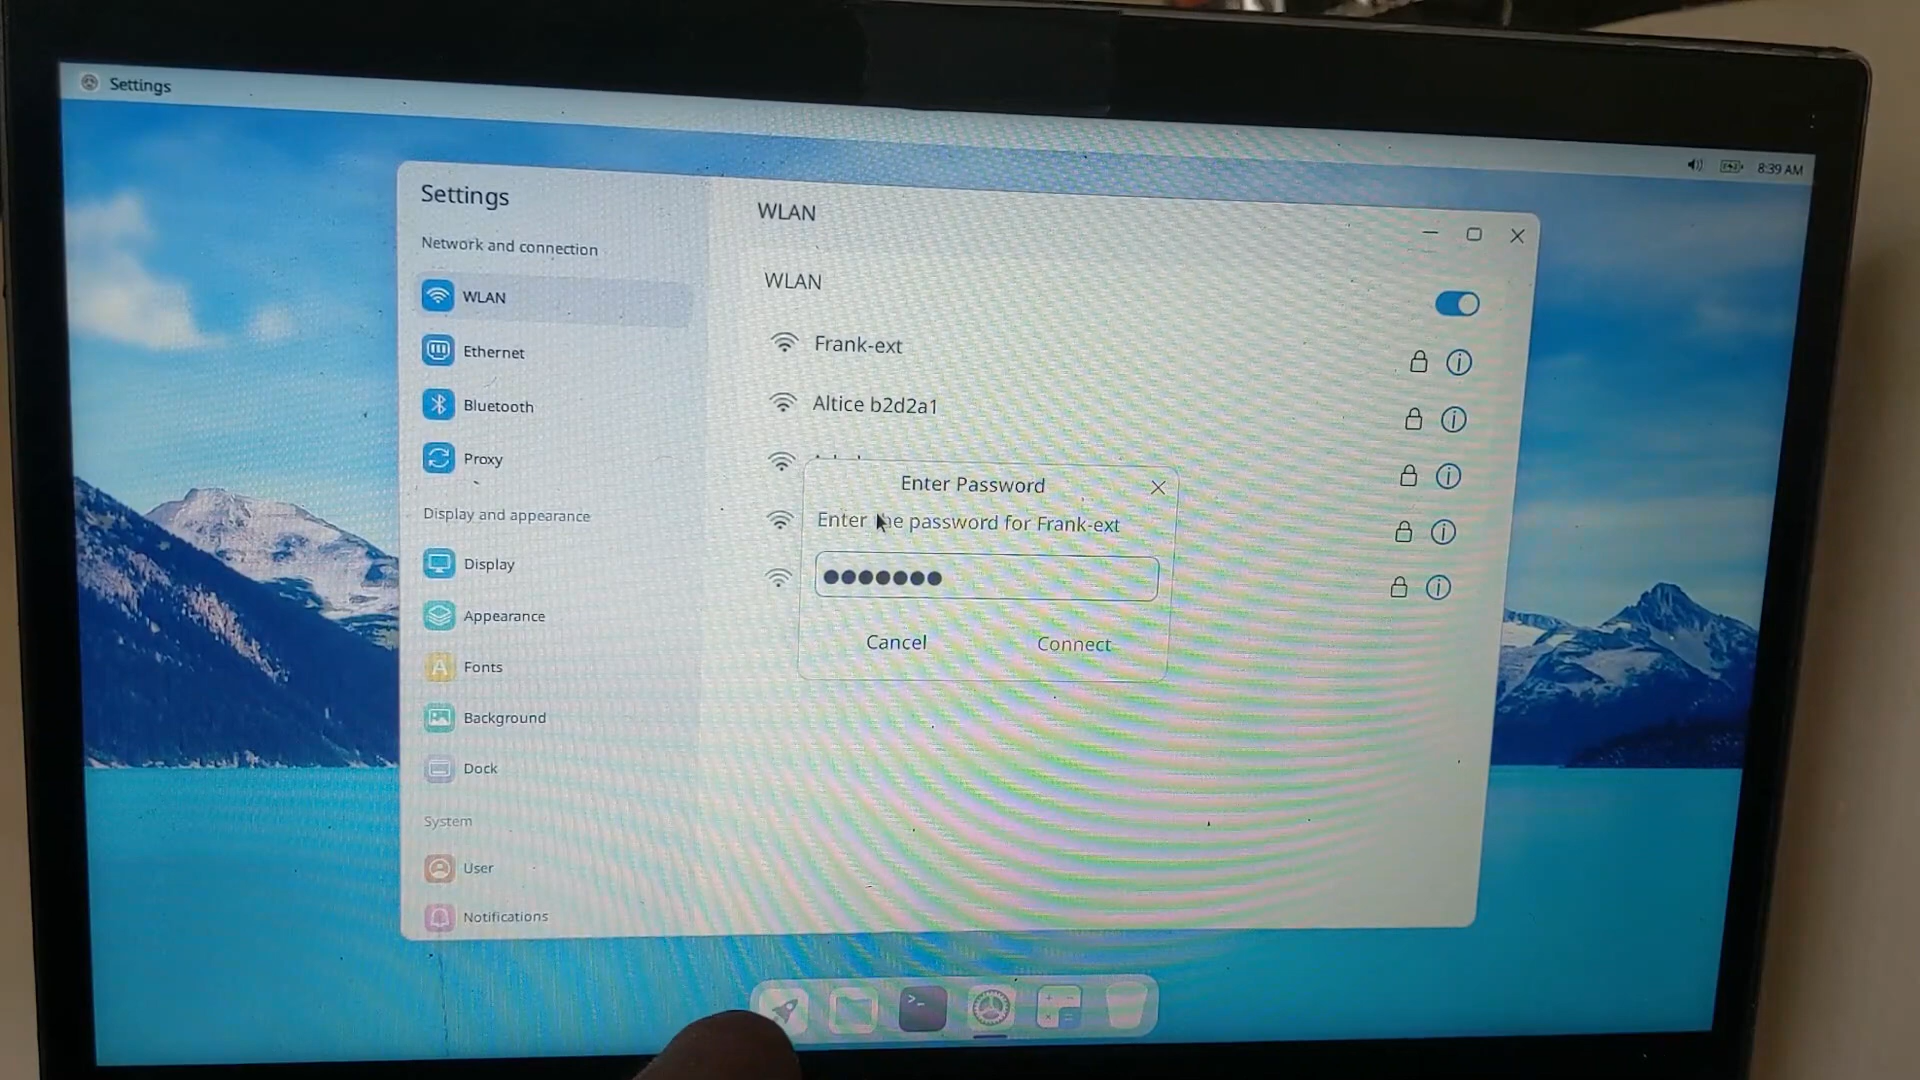 Settings
8:39 AM
Settings
Network and connection
WLAN
Ethernet
Bluetooth
Proxy
Display and appearance
Display
Appearance
Fonts
Background
Dock
System
User
Notifications
WLAN
WLAN
Frank-ext
Altice b2d2a1
Enter Password
Enter the password for Frank-ext
Cancel
Connect